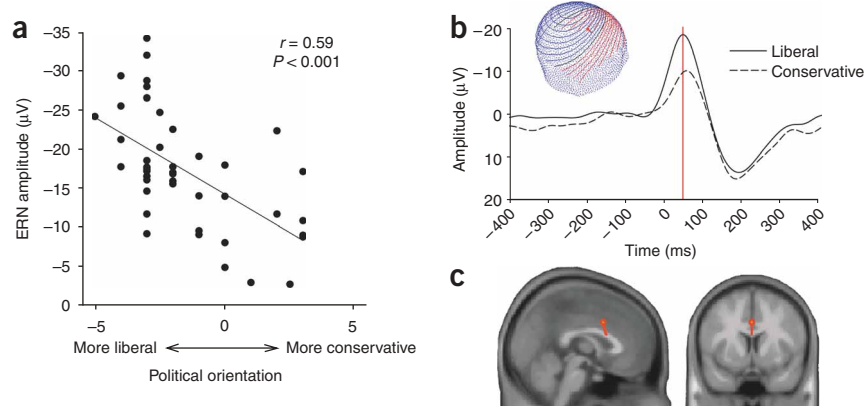 a
r = 0.59
P < 0.001
ERN amplitude (μV)
−35
−30
−25
−20
−15
−10
−5
0
−5
0
5
More liberal
More conservative
Political orientation
b
Liberal
Conservative
Amplitude (μV)
−20
−10
0
10
20
−400
−300
−200
−100
0
100
200
300
400
Time (ms)
c